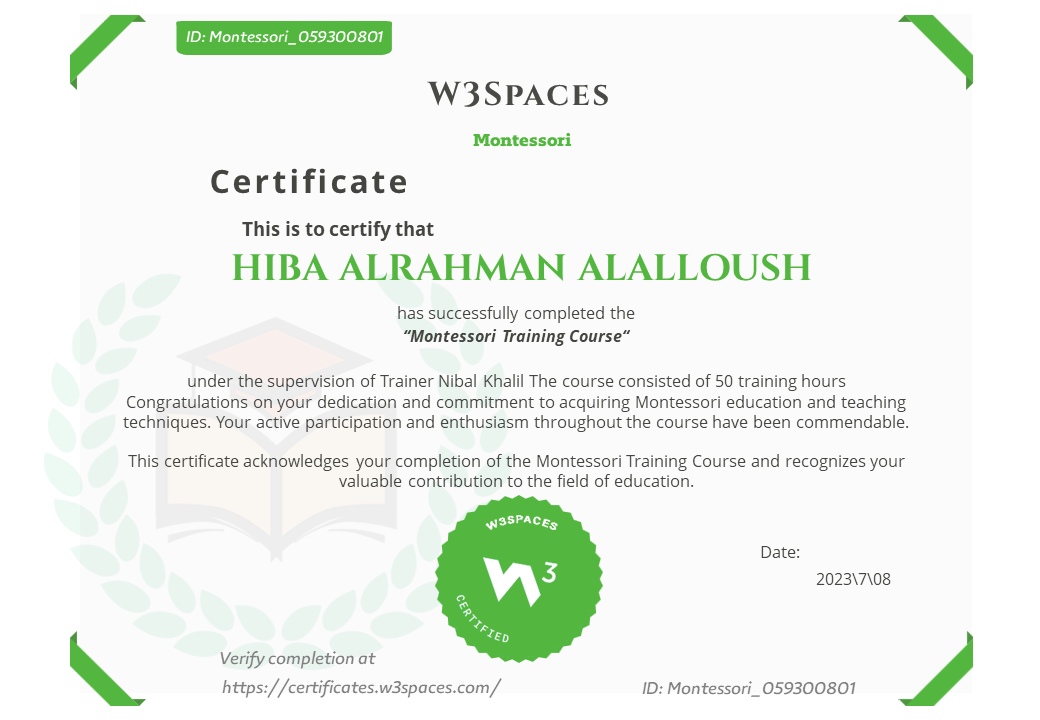 ID: Montessori_059300801
W3SPACES
Montessori
Certificate
This is to certify that
HIBA ALRAHMAN ALALLOUSH
has successfully completed the
“Montessori Training Course“
under the supervision of Trainer Nibal Khalil The course consisted of 50 training hours
Congratulations on your dedication and commitment to acquiring Montessori education and teaching
techniques. Your active participation and enthusiasm throughout the course have been commendable.
This certificate acknowledges your completion of the Montessori Training Course and recognizes your
valuable contribution to the field of education.
W3SPACES
W3
CERTIFIED
Date:
2023\7\08
Verify completion at
https://certificates.w3spaces.com/
ID: Montessori_059300801